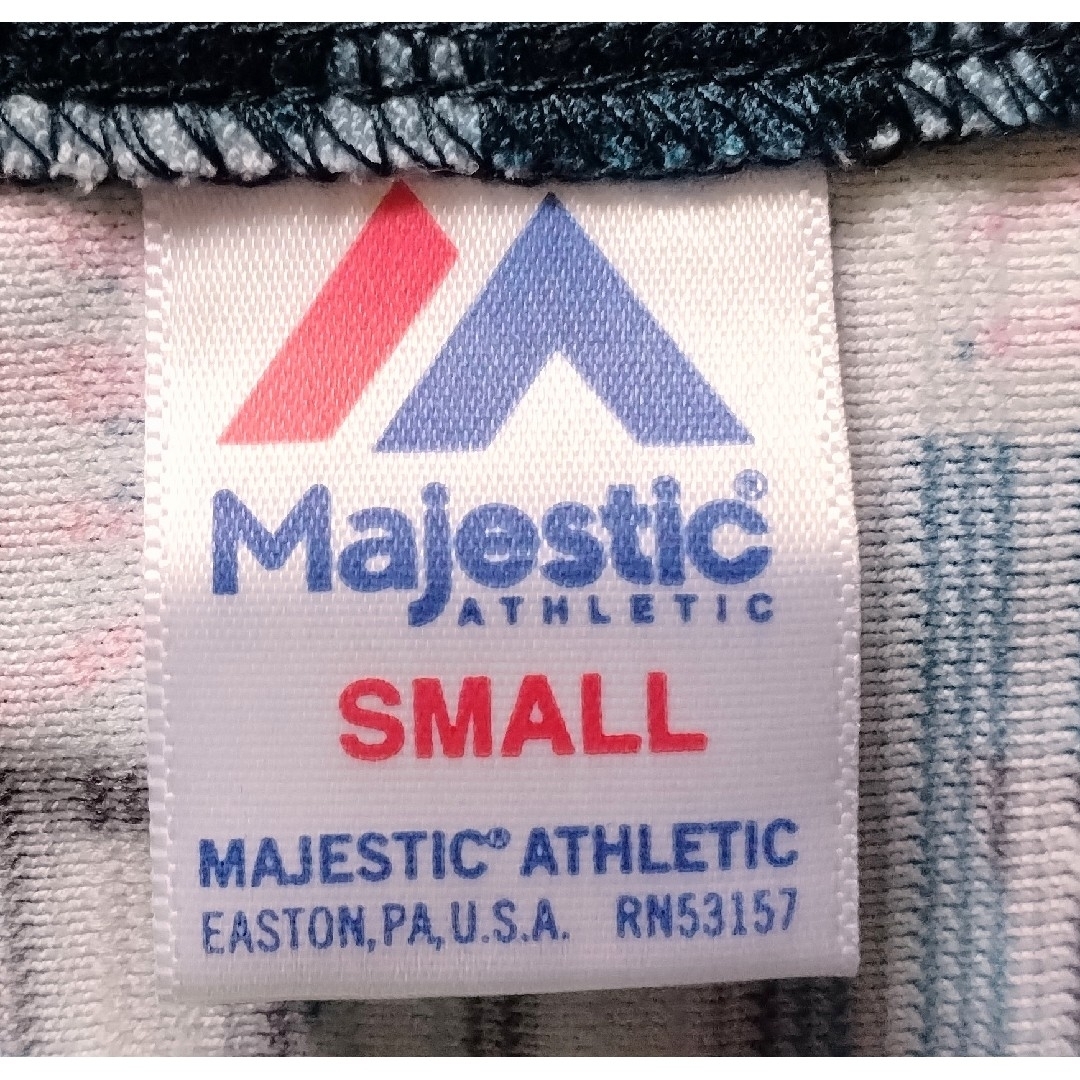 Majestic®
ATHLETIC
SMALL
MAJESTIC® ATHLETIC
EASTON, PA, U.S.A. RN53157